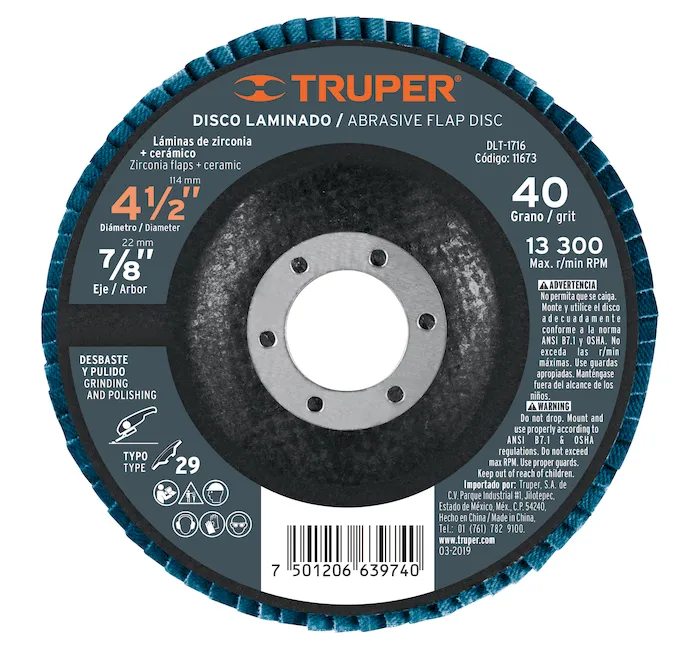 TRUPER®
DISCO LAMINADO / ABRASIVE FLAP DISC
Láminas de zirconia
+ cerámico
Zirconia flaps + ceramic
114 mm
4½"
Diámetro / Diameter
22 mm
7/8"
Eje / Arbor
DLT-1716
Código: 11673
40
Grano / grit
13 300
Max. r/min RPM
ADVERTENCIA
No permita que se caiga.
Monte y utilice el disco
adecuadamente
conforme a la norma
ANSI B7.1 y OSHA. No
exceda las r/min
máximas. Use guardas
apropiadas. Manténgase
fuera del alcance de los
niños.
WARNING
Do not drop. Mount and
use properly according to
ANSI B7.1 & OSHA
regulations. Do not exceed
max RPM. Use proper guards.
Keep out of reach of children.
Importado por: Truper, S.A. de
C.V. Parque Industrial #1, Jilotepec,
Estado de México, Méx. C.P. 54240,
Hecho en China / Made in China,
Tel.: 01 (761) 782 9100.
www.truper.com
03-2019
DESBASTE
Y PULIDO
GRINDING
AND POLISHING
TIPO
TYPE
29
7 501206 639740